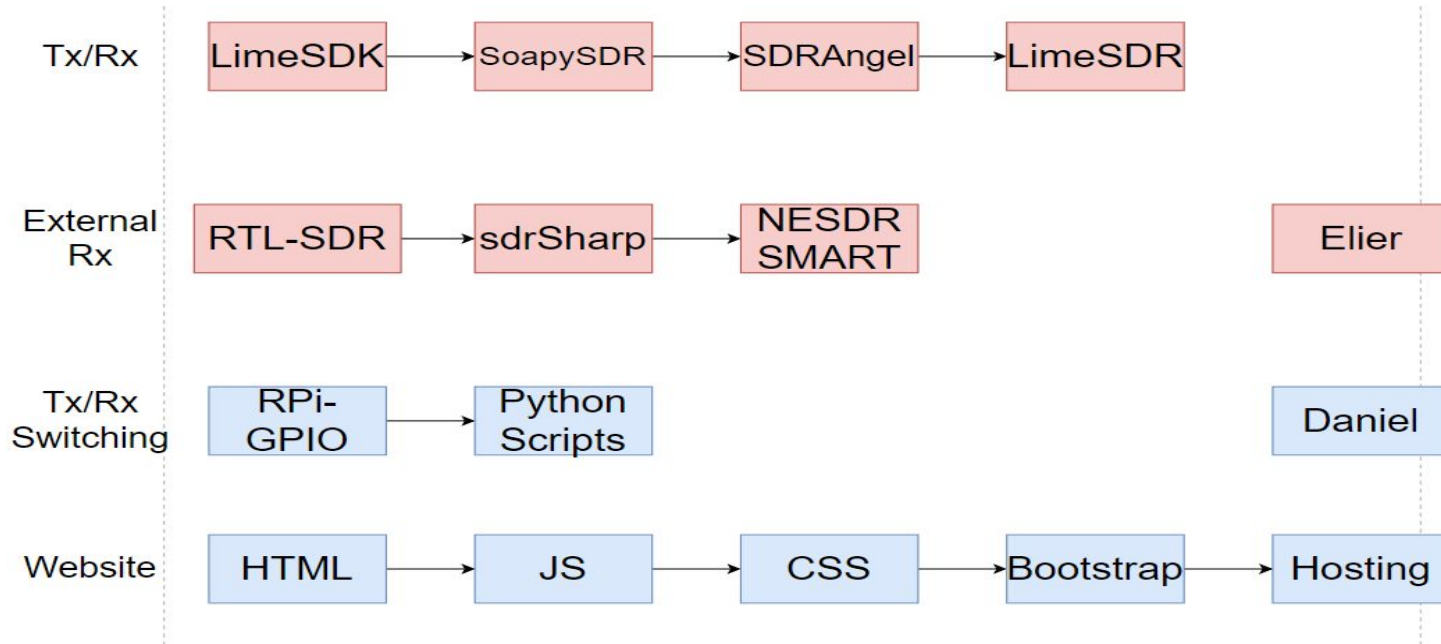 Tx/Rx
LimeSDK
SoapySDR
SDRAngel
LimeSDR
External
Rx
RTL-SDR
sdrSharp
NESDR
SMART
Elier
Tx/Rx
Switching
RPi-
GPIO
Python
Scripts
Daniel
Website
HTML
JS
CSS
Bootstrap
Hosting